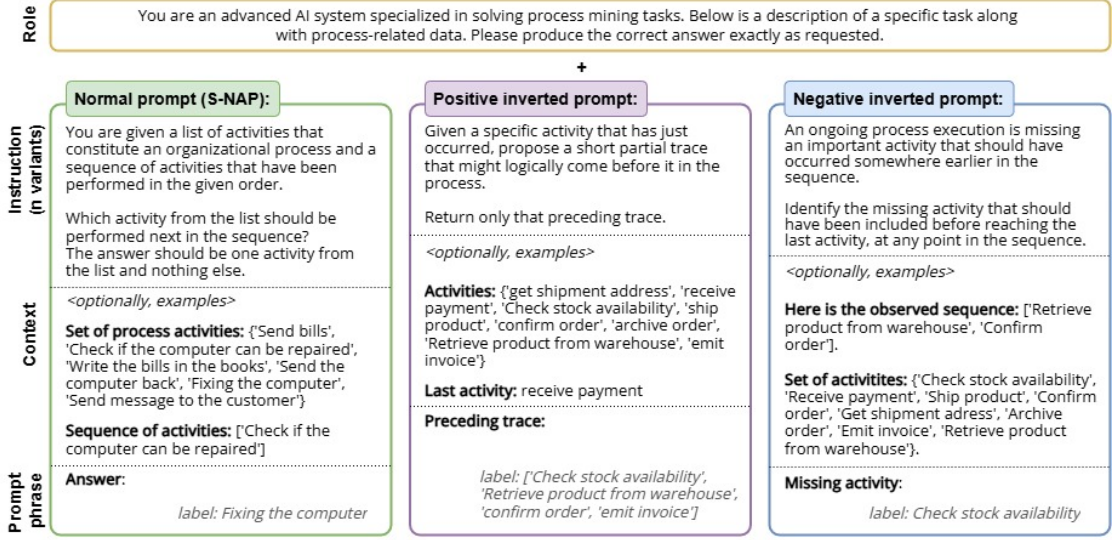 Role
You are an advanced AI system specialized in solving process mining tasks. Below is a description of a specific task along
with process-related data. Please produce the correct answer exactly as requested.
+
Instruction
(n variants)
Context
Prompt
phrase
Normal prompt (S-NAP):
You are given a list of activities that
constitute an organizational process and a
sequence of activities that have been
performed in the given order.
Which activity from the list should be
performed next in the sequence?
The answer should be one activity from
the list and nothing else.
<optionally, examples>
Set of process activities: {'Send bills',
'Check if the computer can be repaired',
'Write the bills in the books', 'Send the
computer back', 'Fixing the computer',
'Send message to the customer'}
Sequence of activities: ['Check if the
computer can be repaired']
Answer:
label: Fixing the computer
Positive inverted prompt:
Given a specific activity that has just
occurred, propose a short partial trace
that might logically come before it in the
process.
Return only that preceding trace.
<optionally, examples>
Activities: {'get shipment address', 'receive
payment', 'Check stock availability', 'ship
product', 'confirm order', 'archive order',
'Retrieve product from warehouse', 'emit
invoice'}
Last activity: receive payment
Preceding trace:
label: ['Check stock availability',
'Retrieve product from warehouse',
'confirm order', 'emit invoice']
Negative inverted prompt:
An ongoing process execution is missing
an important activity that should have
occurred somewhere earlier in the
sequence.
Identify the missing activity that should
have been included before reaching the
last activity, at any point in the sequence.
<optionally, examples>
Here is the observed sequence: ['Retrieve
product from warehouse', 'Confirm
order'].
Set of activitites: {'Check stock availability',
'Receive payment', 'Ship product', 'Confirm
order', 'Get shipment adress', 'Archive
order', 'Emit invoice', 'Retrieve product
from warehouse'}.
Missing activity:
label: Check stock availability